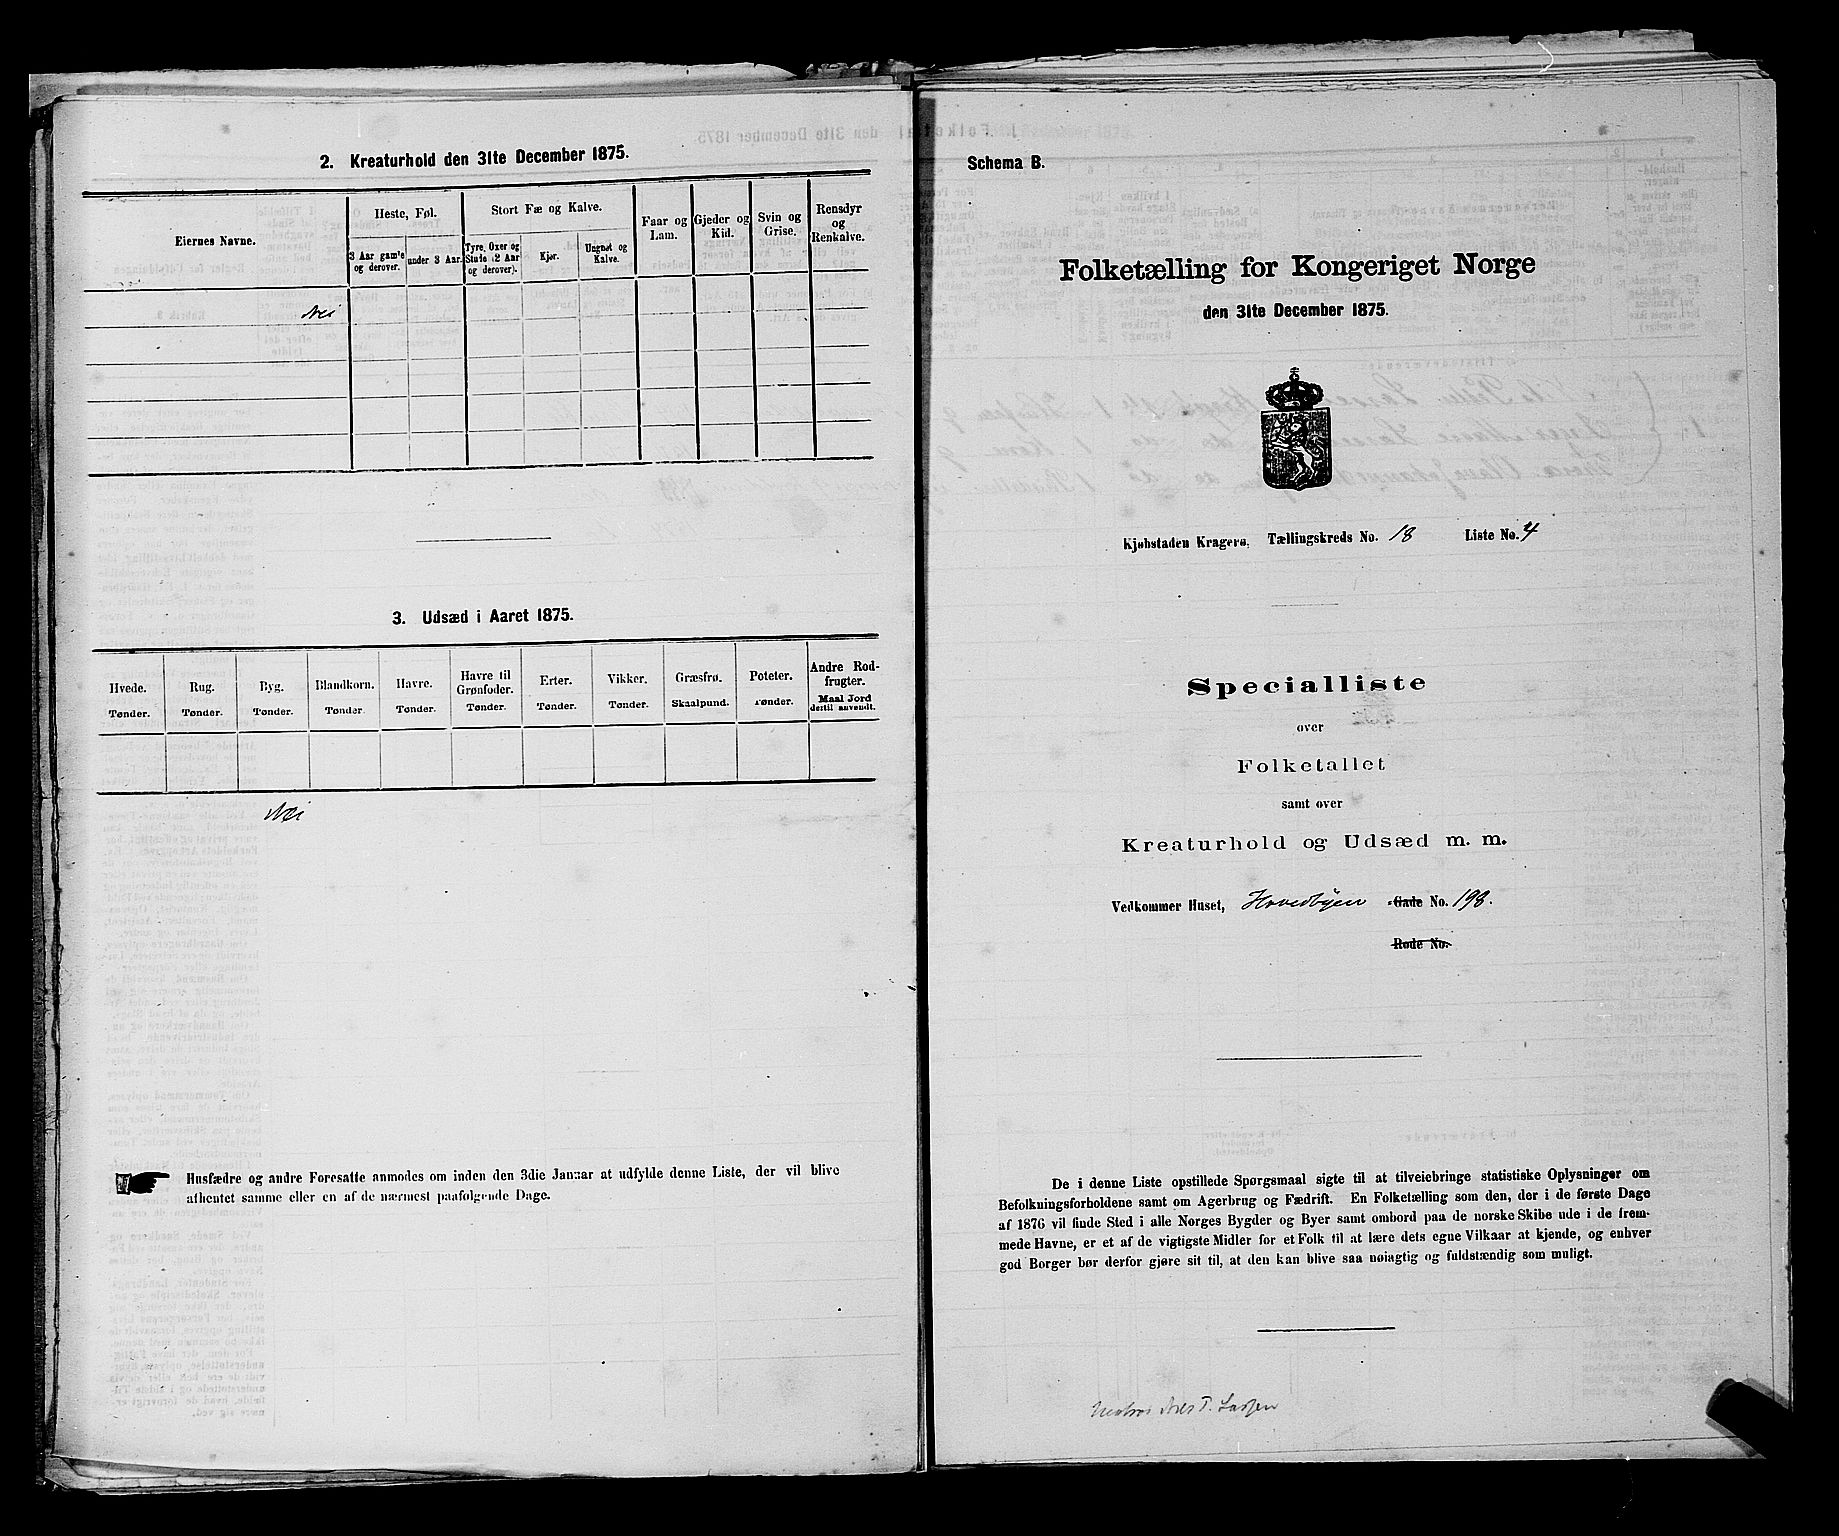 2. Kreaturhold den 31te December 1875.
Eiernes Navne.
Heste, Føl.
Stort Fæ og Kalve.
Faar og Lam.
Gjeder og Kid.
Svin og Grise.
Rensdyr og Renkalve.
3 Aar gamle og derover.
under 3 Aar.
Tyre, Oxer og Stude (2 Aar og derover).
Kjør.
Ungnøt og Kalve.
Nei
3. Udsæd i Aaret 1875.
Hvede. Rug. Byg. Blandkorn. Havre. Havre til Grønfoder. Erter. Vikker. Græsfrø. Poteter. Andre Rodfrugter.
Tønder. Tønder. Tønder. Tønder. Tønder. Tønder. Tønder. Tønder. Skaalpund. Tønder. Maal Jord dertil anvendt.
Nei
Husfædre og andre Foresatte anmodes om inden den 3die Januar at udfylde denne Liste, der vil blive
afhentet samme eller en af de nærmest paafølgende Dage.
Schema B.
Folketælling for Kongeriget Norge
den 31te December 1875.
Kjøbstaden Kragerø, Tællingskreds No. 18 Liste No. 4
Specialliste
over
Folketallet
samt over
Kreaturhold og Udsæd m. m.
Vedkommer Huset, Hovedbyen Gade No. 198.
Rode No.
De i denne Liste opstillede Spørgsmaal sigte til at tilveiebringe statistiske Oplysninger om
Befolkningsforholdene samt om Agerbrug og Fædrift. En Folketælling som den, der i de første Dage
af 1876 vil finde Sted i alle Norges Bygder og Byer samt ombord paa de norske Skibe ude i de frem-
mede Havne, er et af de vigtigste Midler for et Folk til at lære dets egne Vilkaar at kjende, og enhver
god Borger bør derfor gjøre sit til, at den kan blive saa nøiagtig og fuldstændig som muligt.
Nils T. Lassen